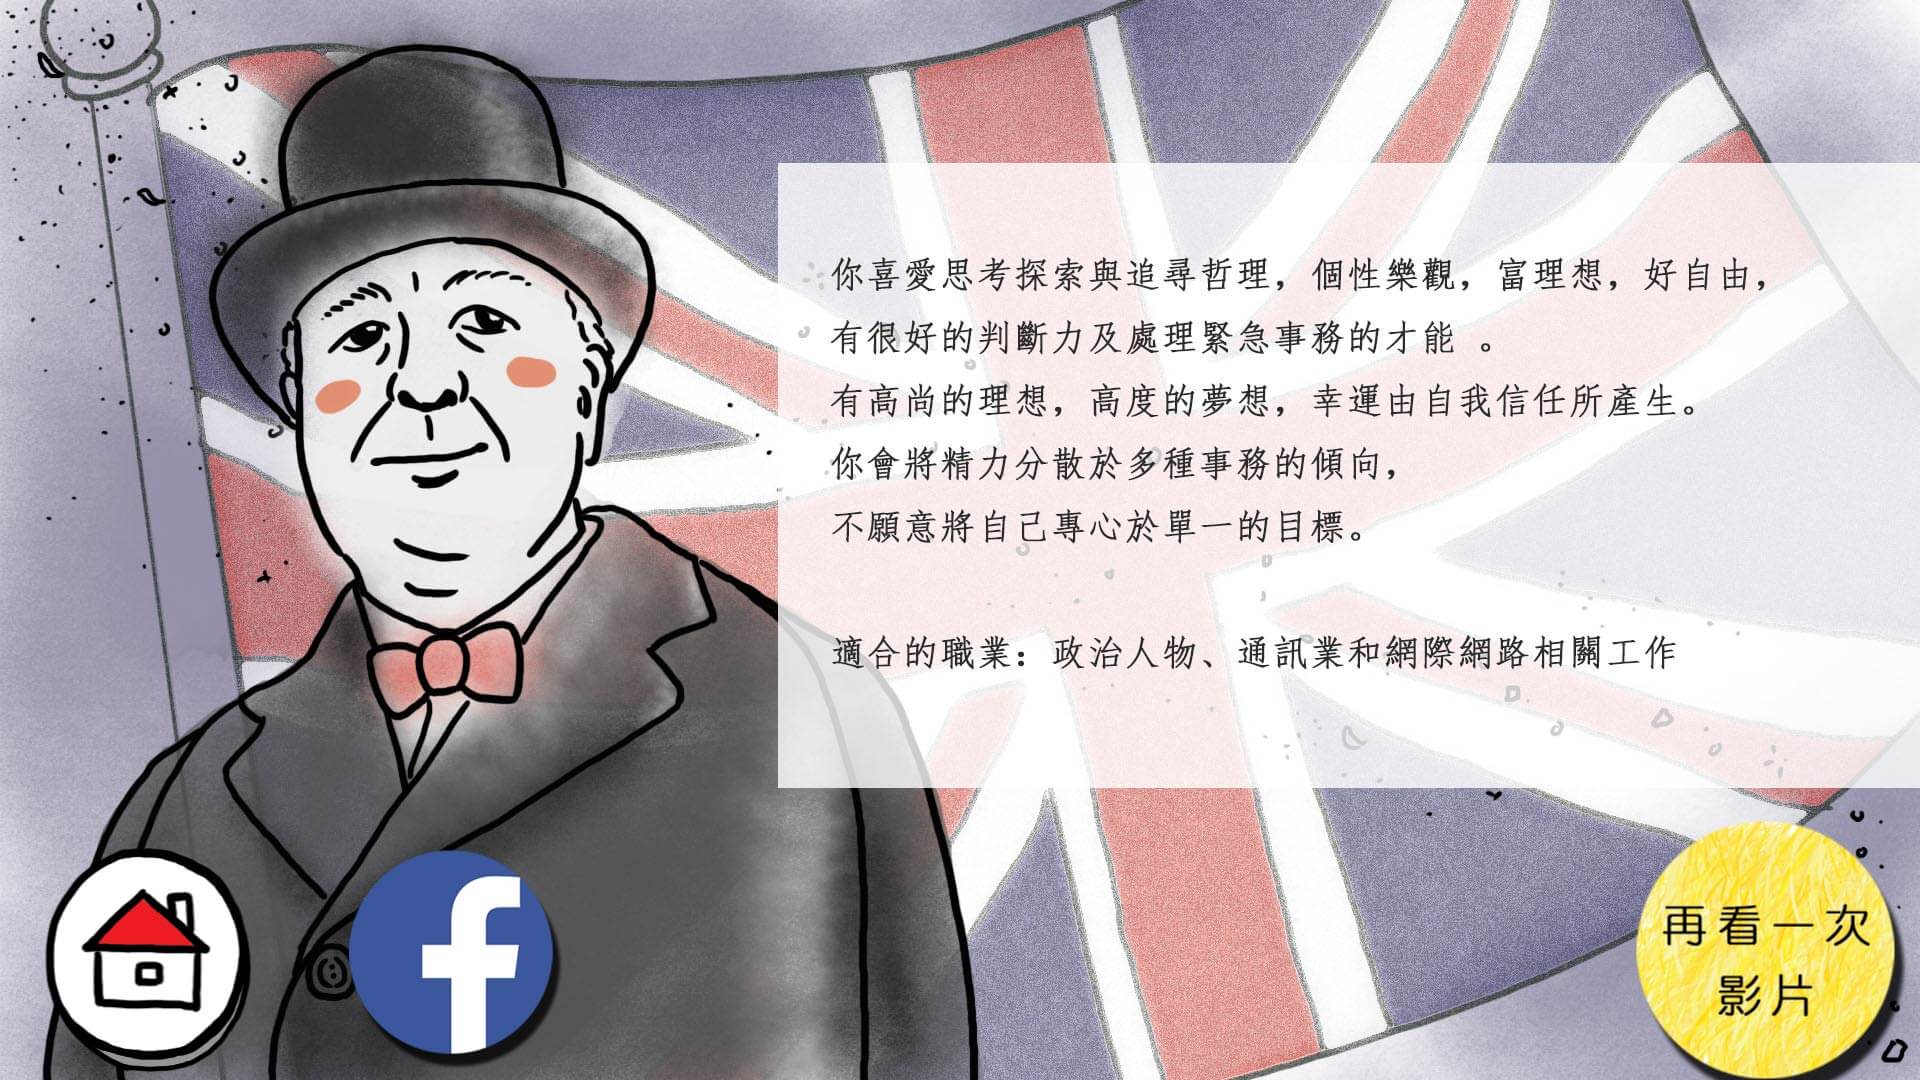 你喜愛思考探索與追尋哲理，個性樂觀，富理想，好自由，
有很好的判斷力及處理緊急事務的才能 。
有高尚的理想，高度的夢想，幸運由自我信任所產生。
你會將精力分散於多種事務的傾向，
不願意將自己專心於單一的目標。
適合的職業：政治人物、通訊業和網際網路相關工作
f
再看一次
影片